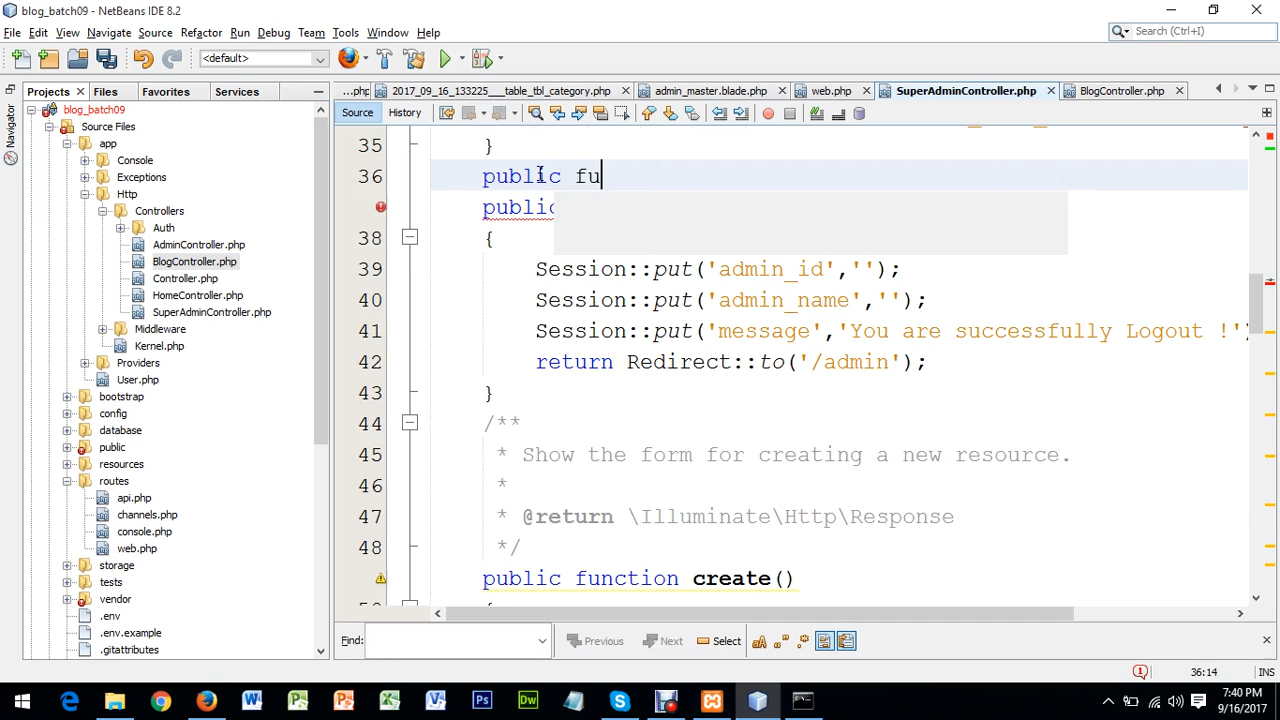 blog_batch09 - NetBeans IDE 8.2
File Edit View Navigate Source Refactor Run Debug Team Tools Window Help
Search (Ctrl+I)
<default>
Projects Files Favorites Services
...php 2017_09_16_133225___table_tbl_category.php admin_master.blade.php web.php SuperAdminController.php BlogController.php
Navigator
Source History
blog_batch09
Source Files
app
Console
Exceptions
Http
Controllers
Auth
AdminController.php
BlogController.php
Controller.php
HomeController.php
SuperAdminController.php
Middleware
Kernel.php
Providers
User.php
bootstrap
config
database
public
resources
routes
api.php
channels.php
console.php
web.php
storage
tests
vendor
.env
.env.example
.gitattributes
35 }
36 public fu
public
38 {
39 Session::put('admin_id','');
40 Session::put('admin_name','');
41 Session::put('message','You are successfully Logout !')
42 return Redirect::to('/admin');
43 }
44 /**
45 * Show the form for creating a new resource.
46 *
47 * @return \Illuminate\Http\Response
48 */
public function create()
Find: Previous Next Select
1 36:14 INS
7:40 PM
9/16/2017